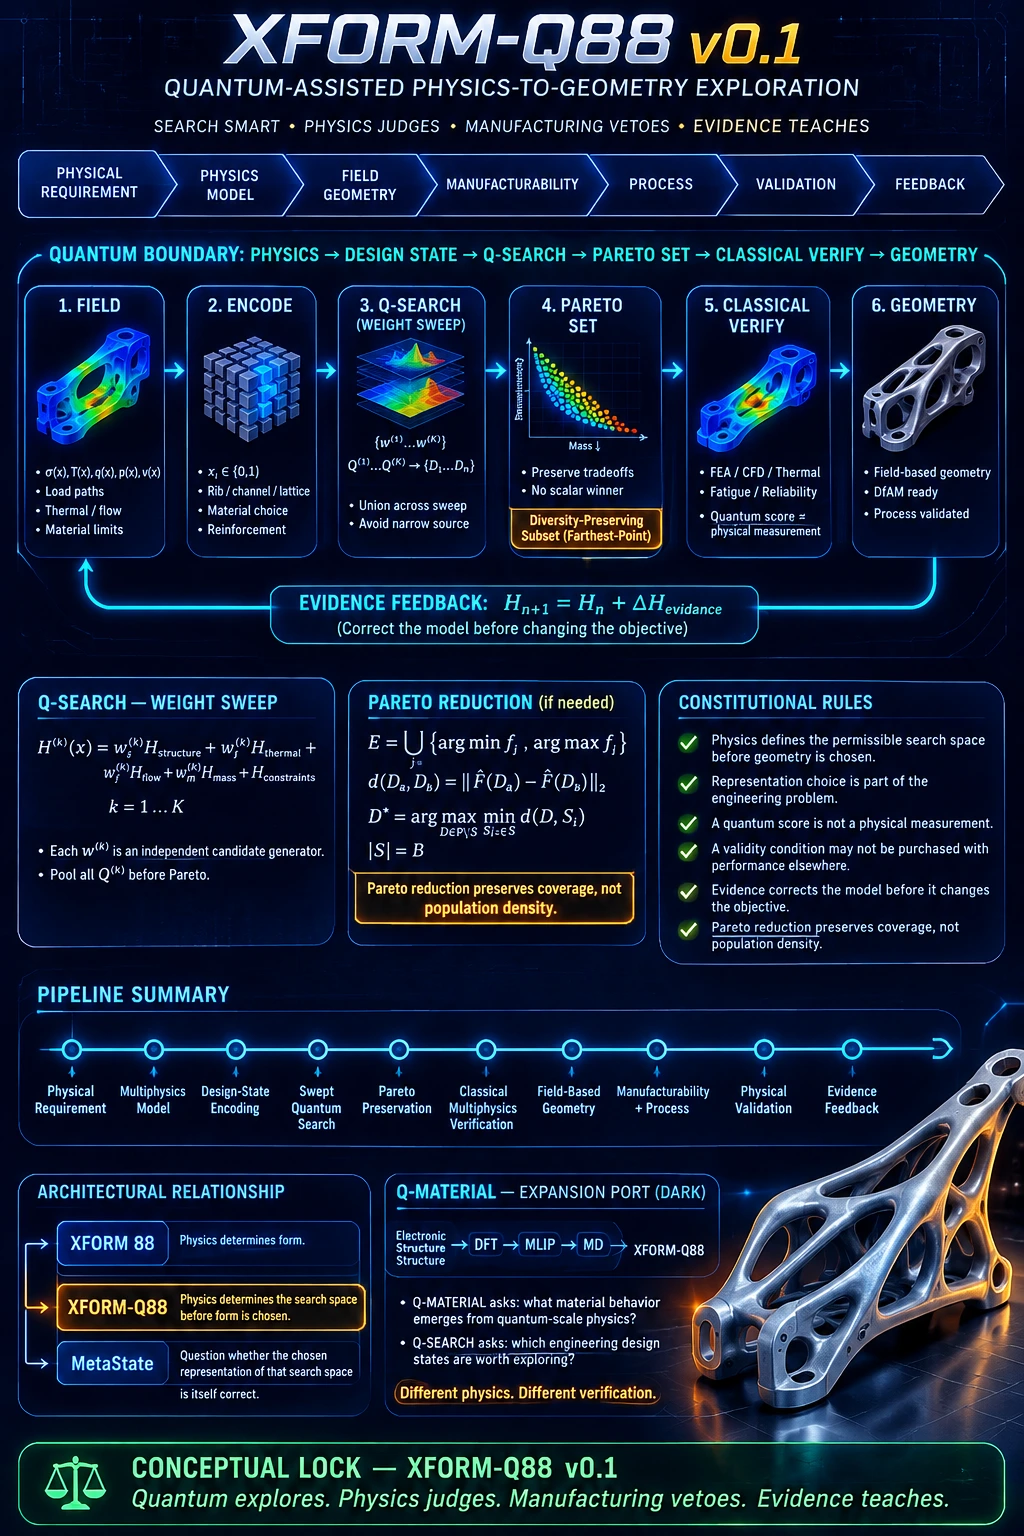 XFORM-Q88 v0.1
QUANTUM-ASSISTED PHYSICS-TO-GEOMETRY EXPLORATION
SEARCH SMART • PHYSICS JUDGES • MANUFACTURING VETOES • EVIDENCE TEACHES
PHYSICAL
REQUIREMENT
PHYSICS
MODEL
FIELD
GEOMETRY
MANUFACTURABILITY
PROCESS
VALIDATION
FEEDBACK
QUANTUM BOUNDARY: PHYSICS → DESIGN STATE → Q-SEARCH → PARETO SET → CLASSICAL VERIFY → GEOMETRY
1. FIELD
• σ(x), T(x), q(x), p(x), v(x)
• Load paths
• Thermal / flow
• Material limits
2. ENCODE
• xᵢ ∈ {0,1)
• Rib / channel / lattice
• Material choice
• Reinforcement
3. Q-SEARCH
(WEIGHT SWEEP)
{w⁽¹⁾...w⁽ᴷ⁾}
Q⁽¹⁾...Q⁽ᴷ⁾ → {D₁...Dₙ}
• Union across sweep
• Avoid narrow source
4. PARETO
SET
Mass ↓
• Preserve tradeoffs
• No scalar winner
Diversity-Preserving
Subset (Farthest-Point)
5. CLASSICAL
VERIFY
• FEA / CFD / Thermal
• Fatigue / Reliability
• Quantum score ≈
physical measurement
6. GEOMETRY
• Field-based geometry
• DfAM ready
• Process validated
EVIDENCE FEEDBACK: Hₙ₊₁ = Hₙ + ΔH_evidence
(Correct the model before changing the objective)
Q-SEARCH — WEIGHT SWEEP
H⁽ᵏ⁾(x) = wₛ⁽ᵏ⁾H_structure + w_f⁽ᵏ⁾H_thermal +
w_f⁽ᵏ⁾H_flow + w_m⁽ᵏ⁾H_mass + H_constraints
k = 1 ... K
• Each w⁽ᵏ⁾ is an independent candidate generator.
• Pool all Q⁽ᵏ⁾ before Pareto.
PARETO REDUCTION (if needed)
E = ⋃ {arg min fⱼ , arg max fⱼ}
j=
d(Dₐ, D_B) = || F̂(Dₐ) − F̂(D_B)||₂
D* = arg max min d(D, Sᵢ)
|S| = B
Pareto reduction preserves coverage, not
population density.
CONSTITUTIONAL RULES
Physics defines the permissible search space
before geometry is chosen.
Representation choice is part of the
engineering problem.
A quantum score is not a physical measurement.
A validity condition may not be purchased with
performance elsewhere.
Evidence corrects the model before it changes
the objective.
Pareto reduction preserves coverage, not
population density.
PIPELINE SUMMARY
Physical
Requirement
Multiphysics
Model
Design-State
Encoding
Swept
Quantum
Search
Pareto
Preservation
Classical
Multiphysics
Verification
Field-Based
Geometry
Manufacturability
+ Process
Physical
Validation
Evidence
Feedback
ARCHITECTURAL RELATIONSHIP
XFORM 88
Physics determines form.
XFORM-Q88
Physics determines the search space
before form is chosen.
MetaState
Question whether the chosen
representation of that search space
is itself correct.
Q-MATERIAL — EXPANSION PORT (DARK)
Electronic
Structure
Structure
→ DFT → MLIP → MD → XFORM-Q88
• Q-MATERIAL asks: what material behavior
emerges from quantum-scale physics?
• Q-SEARCH asks: which engineering design
states are worth exploring?
Different physics. Different verification.
CONCEPTUAL LOCK — XFORM-Q88 v0.1
Quantum explores. Physics judges. Manufacturing vetoes. Evidence teaches.